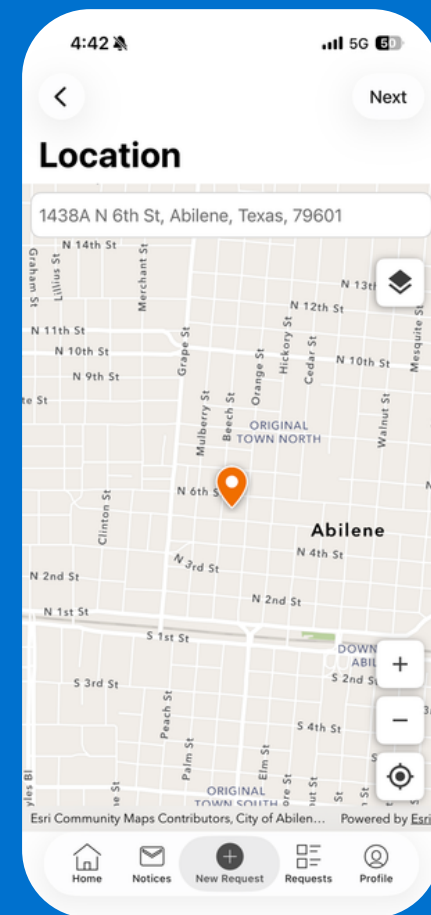 4:42
5G 50
Next
Location
1438A N 6th St, Abilene, Texas, 79601
N 14th St
Graham St
Lillius St
Merchant St
N 12th St
Mesquite St
N 11th St
N 10th St
Grape St
Hickory St
Cedar St
Orange St
N 10th St
N 9th St
Mulberry St
Beech St
Walnut St
ORIGINAL
TOWN NORTH
N 6th
Clinton St
Abilene
N 3rd St
N 4th St
N 2nd St
N 2nd St
N 1st St
S 1st St
S 3rd St
S 2nd
Peach St
S 4th St
Palm St
Elm St
ORIGINAL
TOWN SOUTH
Esri Community Maps Contributors, City of Abilen... Powered by Esri
Home Notices New Request Requests Profile